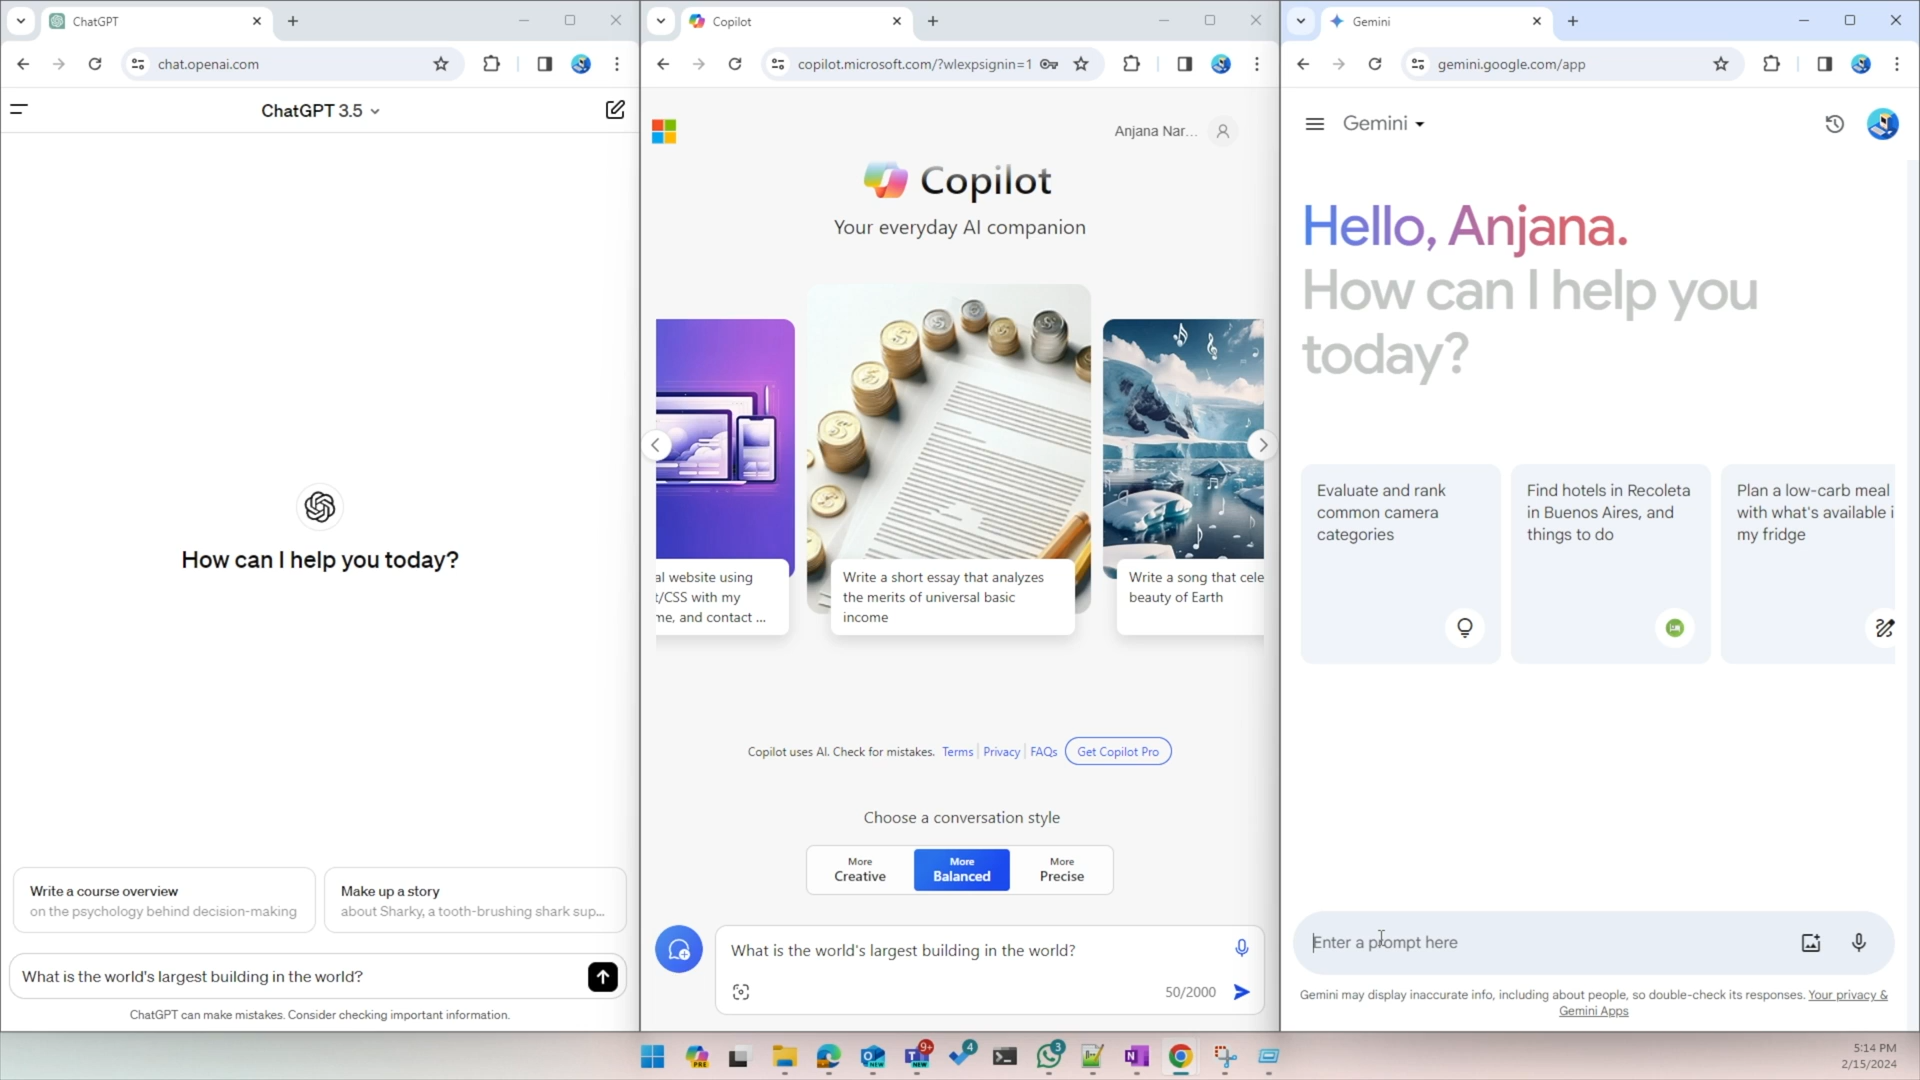 ChatGPT
chat.openai.com
ChatGPT 3.5
How can I help you today?
Write a course overview
on the psychology behind decision-making
Make up a story
about Sharky, a tooth-brushing shark sup...
What is the world's largest building in the world?
ChatGPT can make mistakes. Consider checking important information.
Copilot
copilot.microsoft.com/?wlexpsignin=1
Anjana Nar...
Copilot
Your everyday AI companion
al website using
t/CSS with my
me, and contact ...
Write a short essay that analyzes
the merits of universal basic
income
Write a song that cele
beauty of Earth
Copilot uses AI. Check for mistakes. Terms Privacy FAQs Get Copilot Pro
Choose a conversation style
More
Creative
More
Balanced
More
Precise
What is the world's largest building in the world?
50/2000
Gemini
gemini.google.com/app
Gemini
Hello, Anjana.
How can I help you
today?
Evaluate and rank
common camera
categories
Find hotels in Recoleta
in Buenos Aires, and
things to do
Plan a low-carb meal
with what's available i
my fridge
Enter a prompt here
Gemini may display inaccurate info, including about people, so double-check its responses. Your privacy &
Gemini Apps
PRE
NEW
9+
NEW
4
3
5:14 PM
2/15/2024